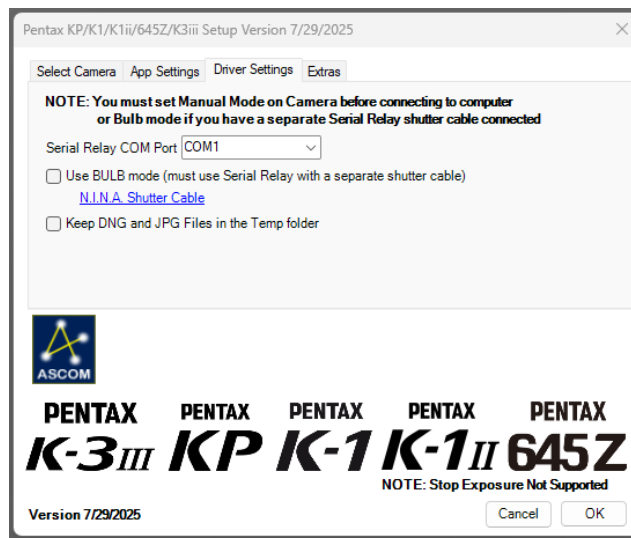 Pentax KP/K1/K1ii/645Z/K3iii Setup Version 7/29/2025
Select Camera App Settings Driver Settings Extras
NOTE: You must set Manual Mode on Camera before connecting to computer
or Bulb mode if you have a separate Serial Relay shutter cable connected
Serial Relay COM Port COM1
Use BULB mode (must use Serial Relay with a separate shutter cable)
N.I.N.A. Shutter Cable
Keep DNG and JPG Files in the Temp folder
ASCOM
PENTAX PENTAX PENTAX PENTAX PENTAX
K-3III KP K-1 K-1II 645Z
NOTE: Stop Exposure Not Supported
Version 7/29/2025 Cancel OK